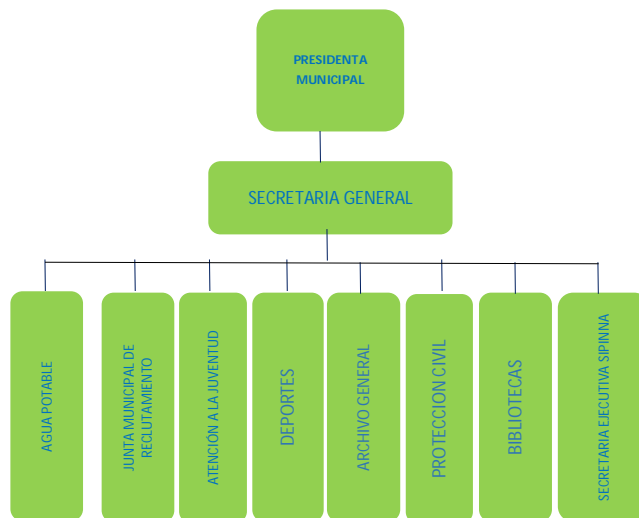 PRESIDENTA
MUNICIPAL
SECRETARIA GENERAL
AGUA POTABLE
JUNTA MUNICIPAL DE
RECLUTAMIENTO
ATENCIÓN A LA JUVENTUD
DEPORTES
ARCHIVO GENERAL
PROTECCION CIVIL
BIBLIOTECAS
SECRETARIA EJECUTIVA SIPINNA